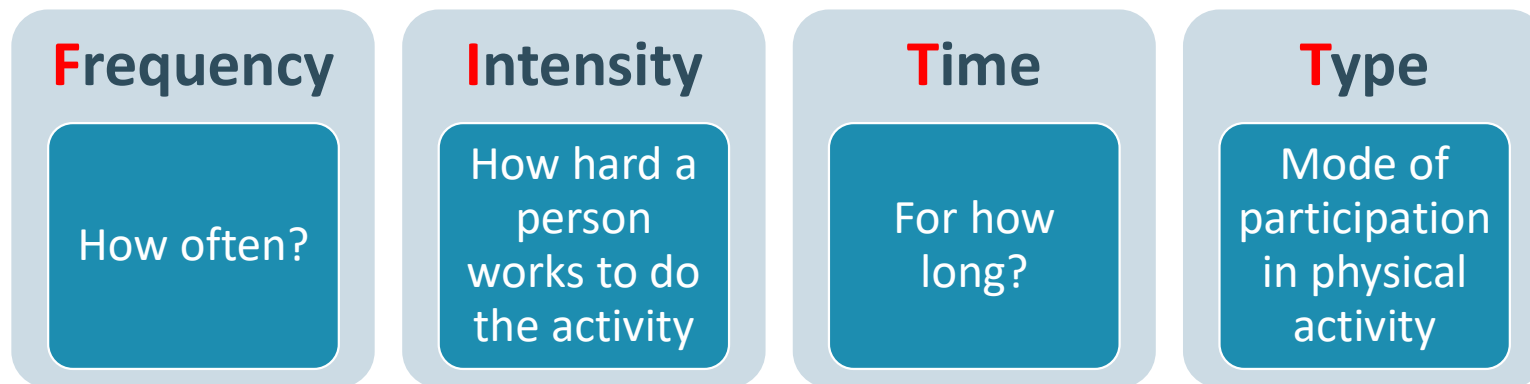 Frequency
How often?
Intensity
How hard a
person
works to do
the activity
Time
For how
long?
Type
Mode of
participation
in physical
activity